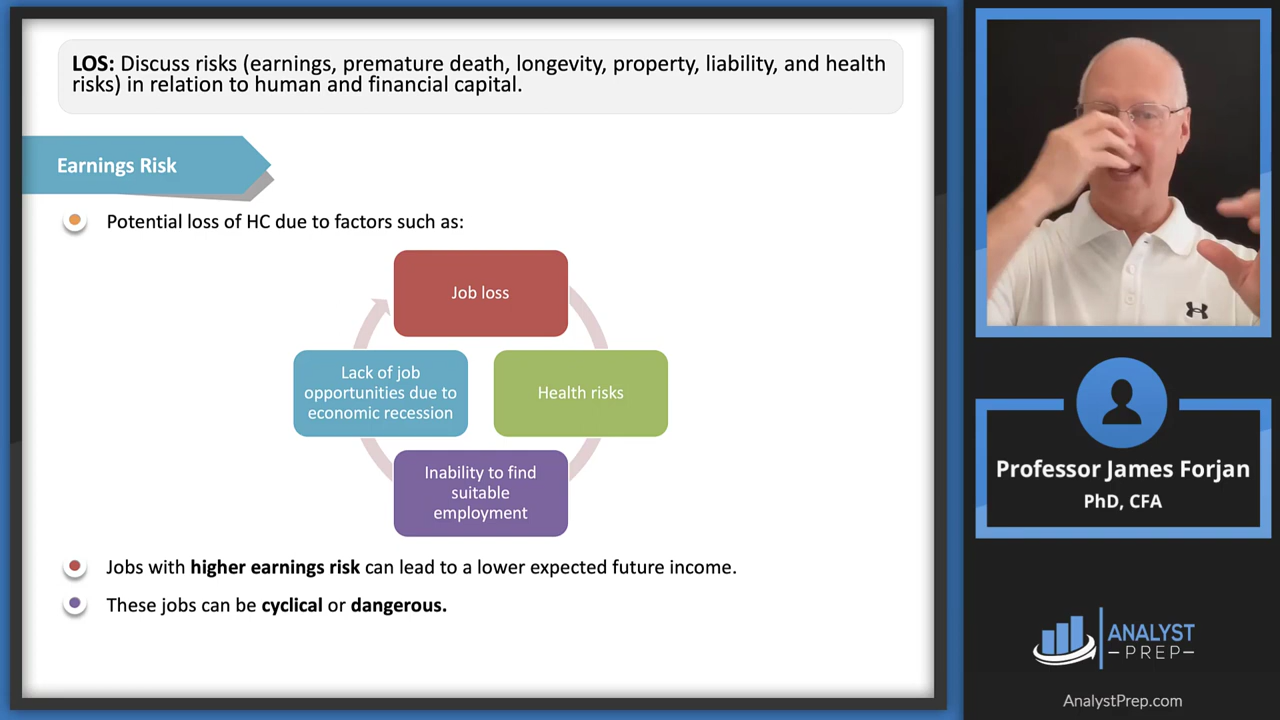 LOS: Discuss risks (earnings, premature death, longevity, property, liability, and health
risks) in relation to human and financial capital.
Earnings Risk
Potential loss of HC due to factors such as:
Job loss
Lack of job
opportunities due to
economic recession
Health risks
Inability to find
suitable
employment
Jobs with higher earnings risk can lead to a lower expected future income.
These jobs can be cyclical or dangerous.
Professor James Forjan
PhD, CFA
ANALYST
–PREP–
AnalystPrep.com